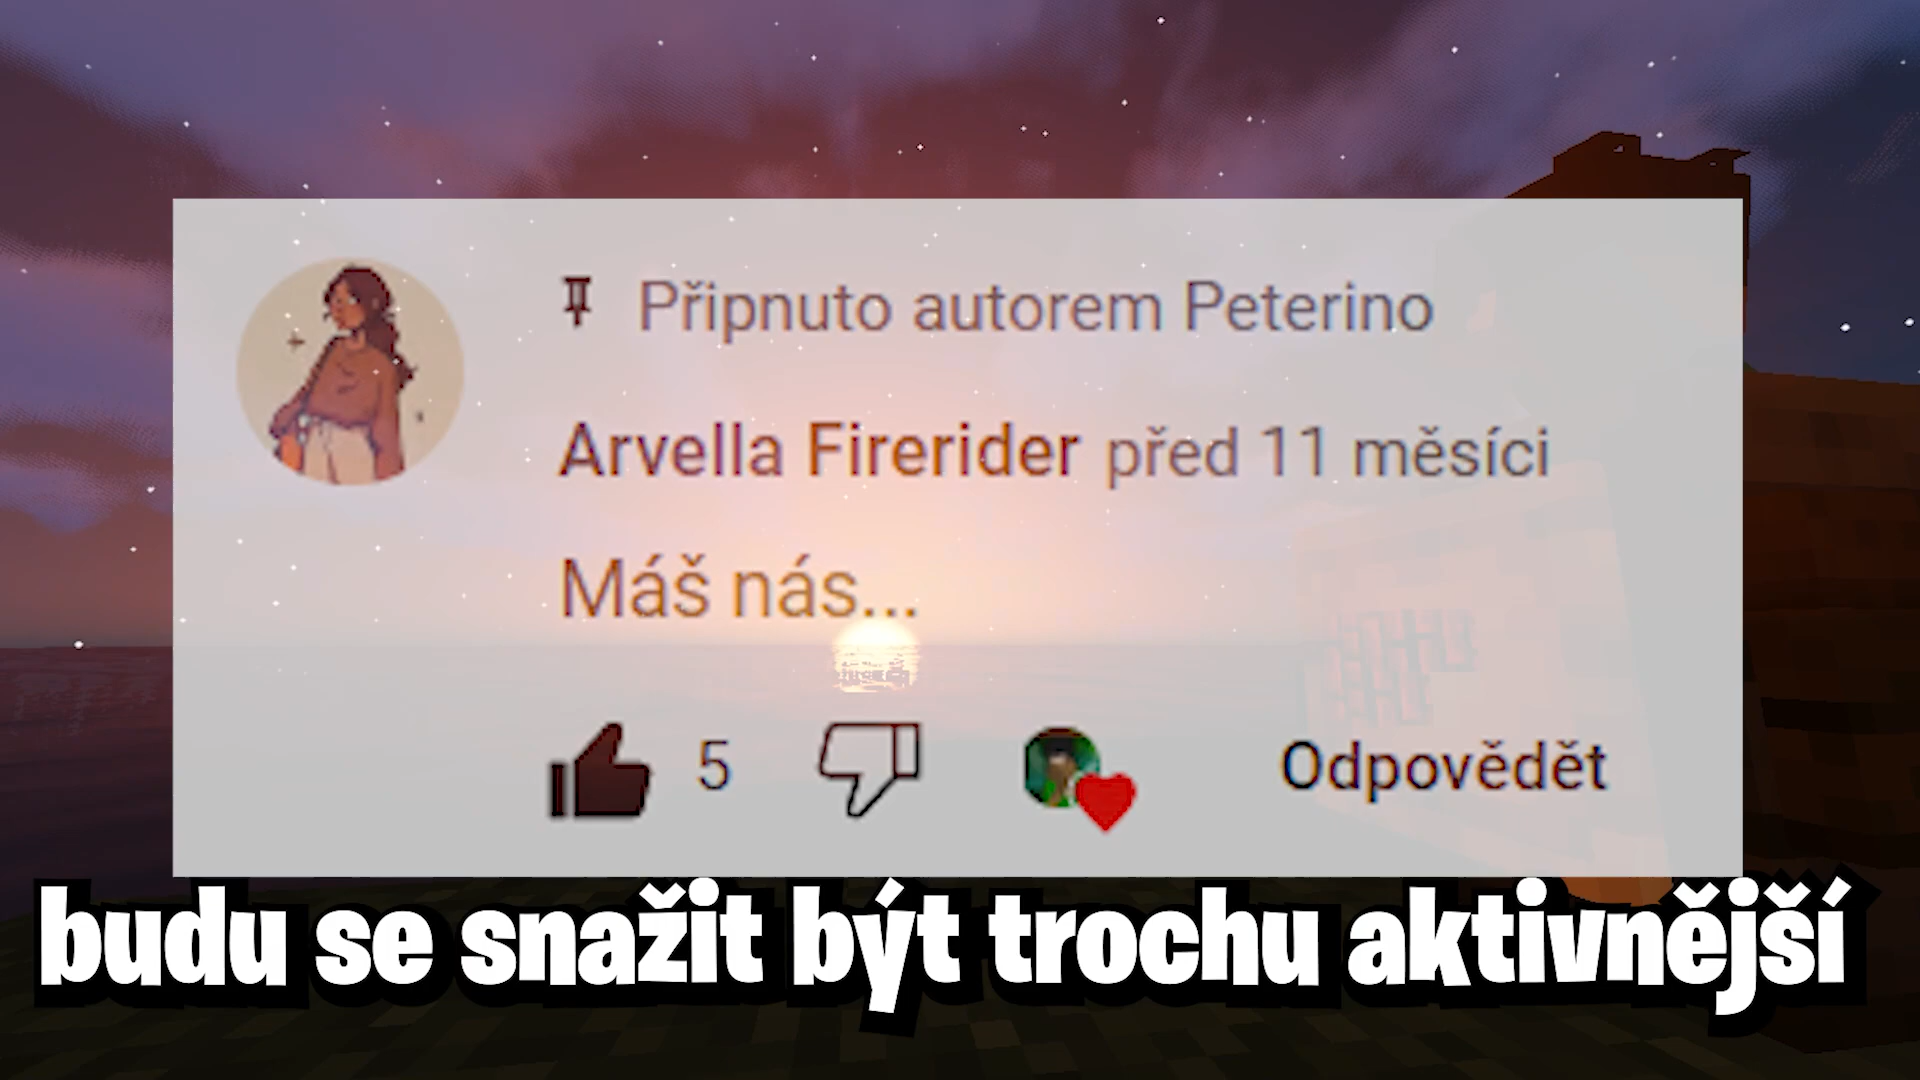 Připnuto autorem Peterino
Arvella Firerider před 11 měsíci
Máš nás...
5
Odpovědět
budu se snažit být trochu aktivnější